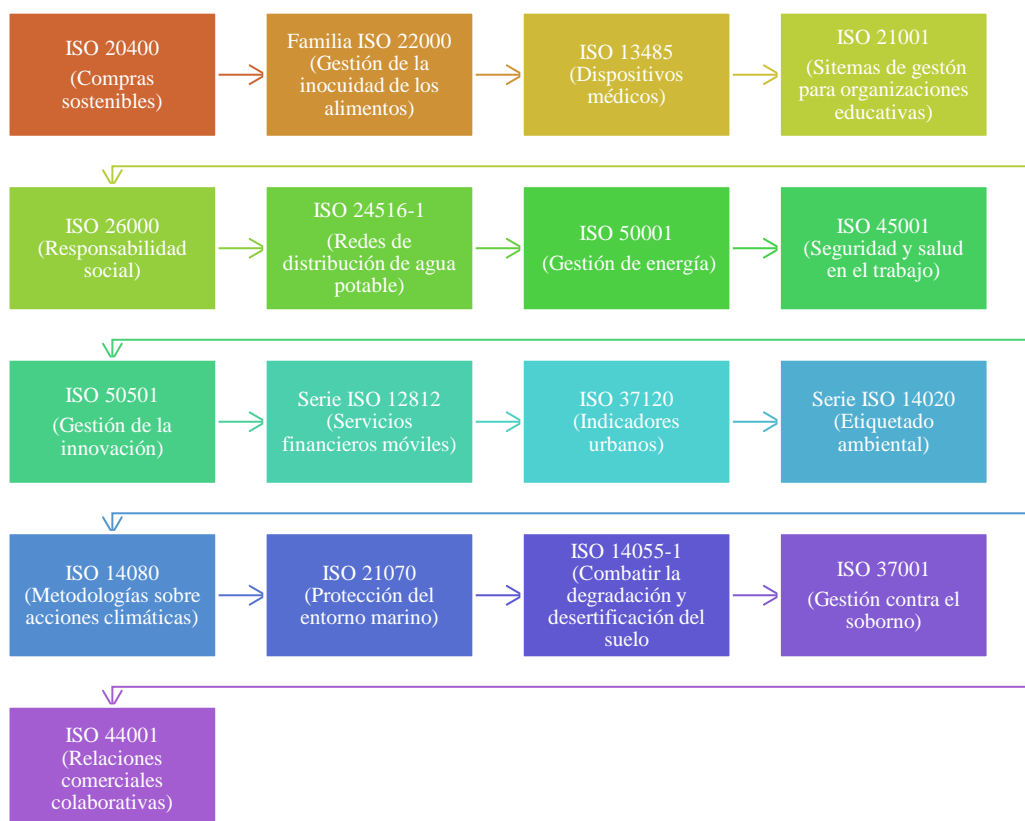 ISO 20400
(Compras
sostenibles)
Familia ISO 22000
(Gestión de la
inocuidad de los
alimentos)
ISO 13485
(Dispositivos
médicos)
ISO 21001
(Sitemas de gestón
para organizaciones
educativas)
ISO 26000
(Responsabilidad
social)
ISO 24516-1
(Redes de
distribución de agua
potable)
ISO 50001
(Gestión de energía)
ISO 45001
(Seguridad y salud
en el trabajo)
ISO 50501
(Gestión de la
innovación)
Serie ISO 12812
(Servicios
financieros móviles)
ISO 37120
(Indicadores
urbanos)
Serie ISO 14020
(Etiquetado
ambiental)
ISO 14080
(Metodologías sobre
acciones climáticas)
ISO 21070
(Protección del
entorno marino)
ISO 14055-1
(Combatir la
degradación y
desertificación del
suelo
ISO 37001
(Gestión contra el
soborno)
ISO 44001
(Relaciones
comerciales
colaborativas)